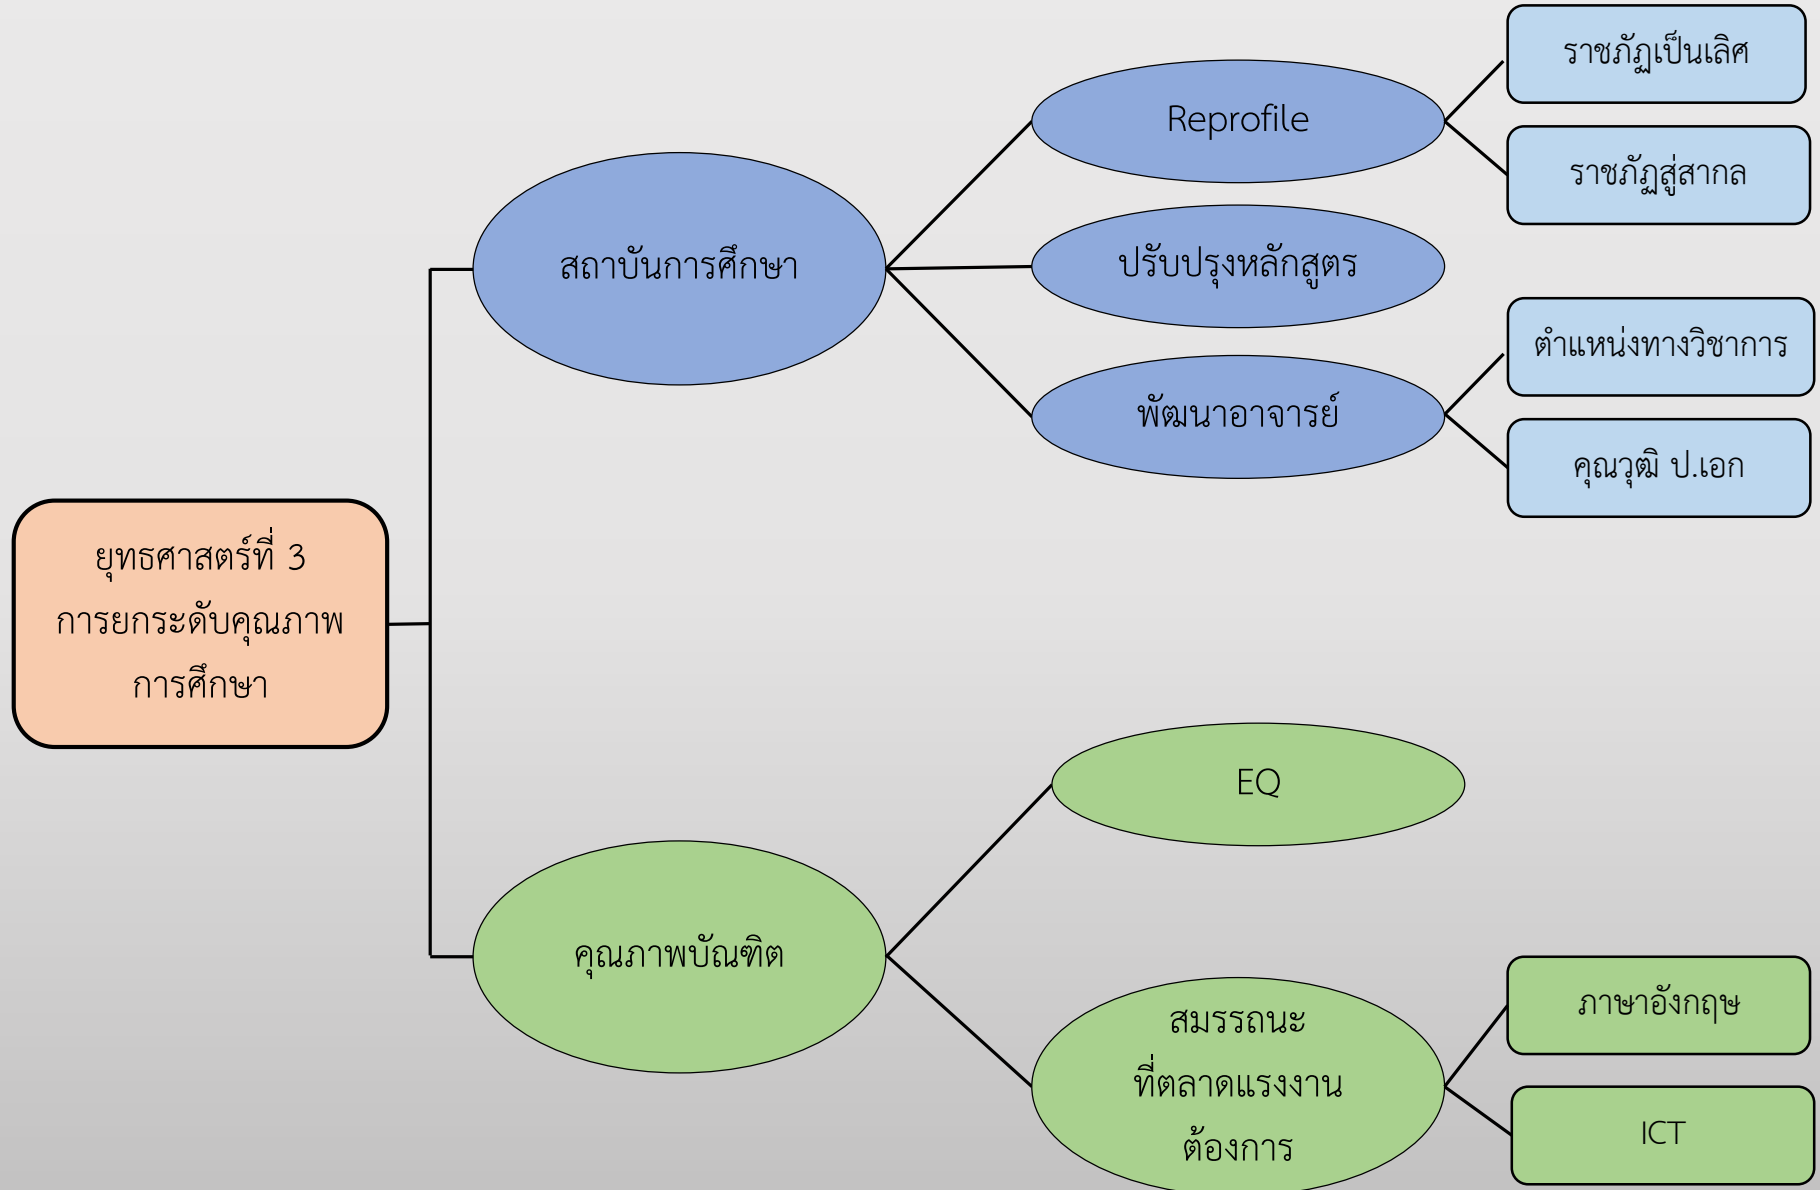 ยุทธศาสตร์ที่ 3
การยกระดับคุณภาพ
การศึกษา
สถาบันการศึกษา
Reprofile
ราชภัฏเป็นเลิศ
ราชภัฏสู่สากล
ปรับปรุงหลักสูตร
พัฒนาอาจารย์
ตำแหน่งทางวิชาการ
คุณวุฒิ ป.เอก
คุณภาพบัณฑิต
EQ
สมรรถนะ
ที่ตลาดแรงงาน
ต้องการ
ภาษาอังกฤษ
ICT